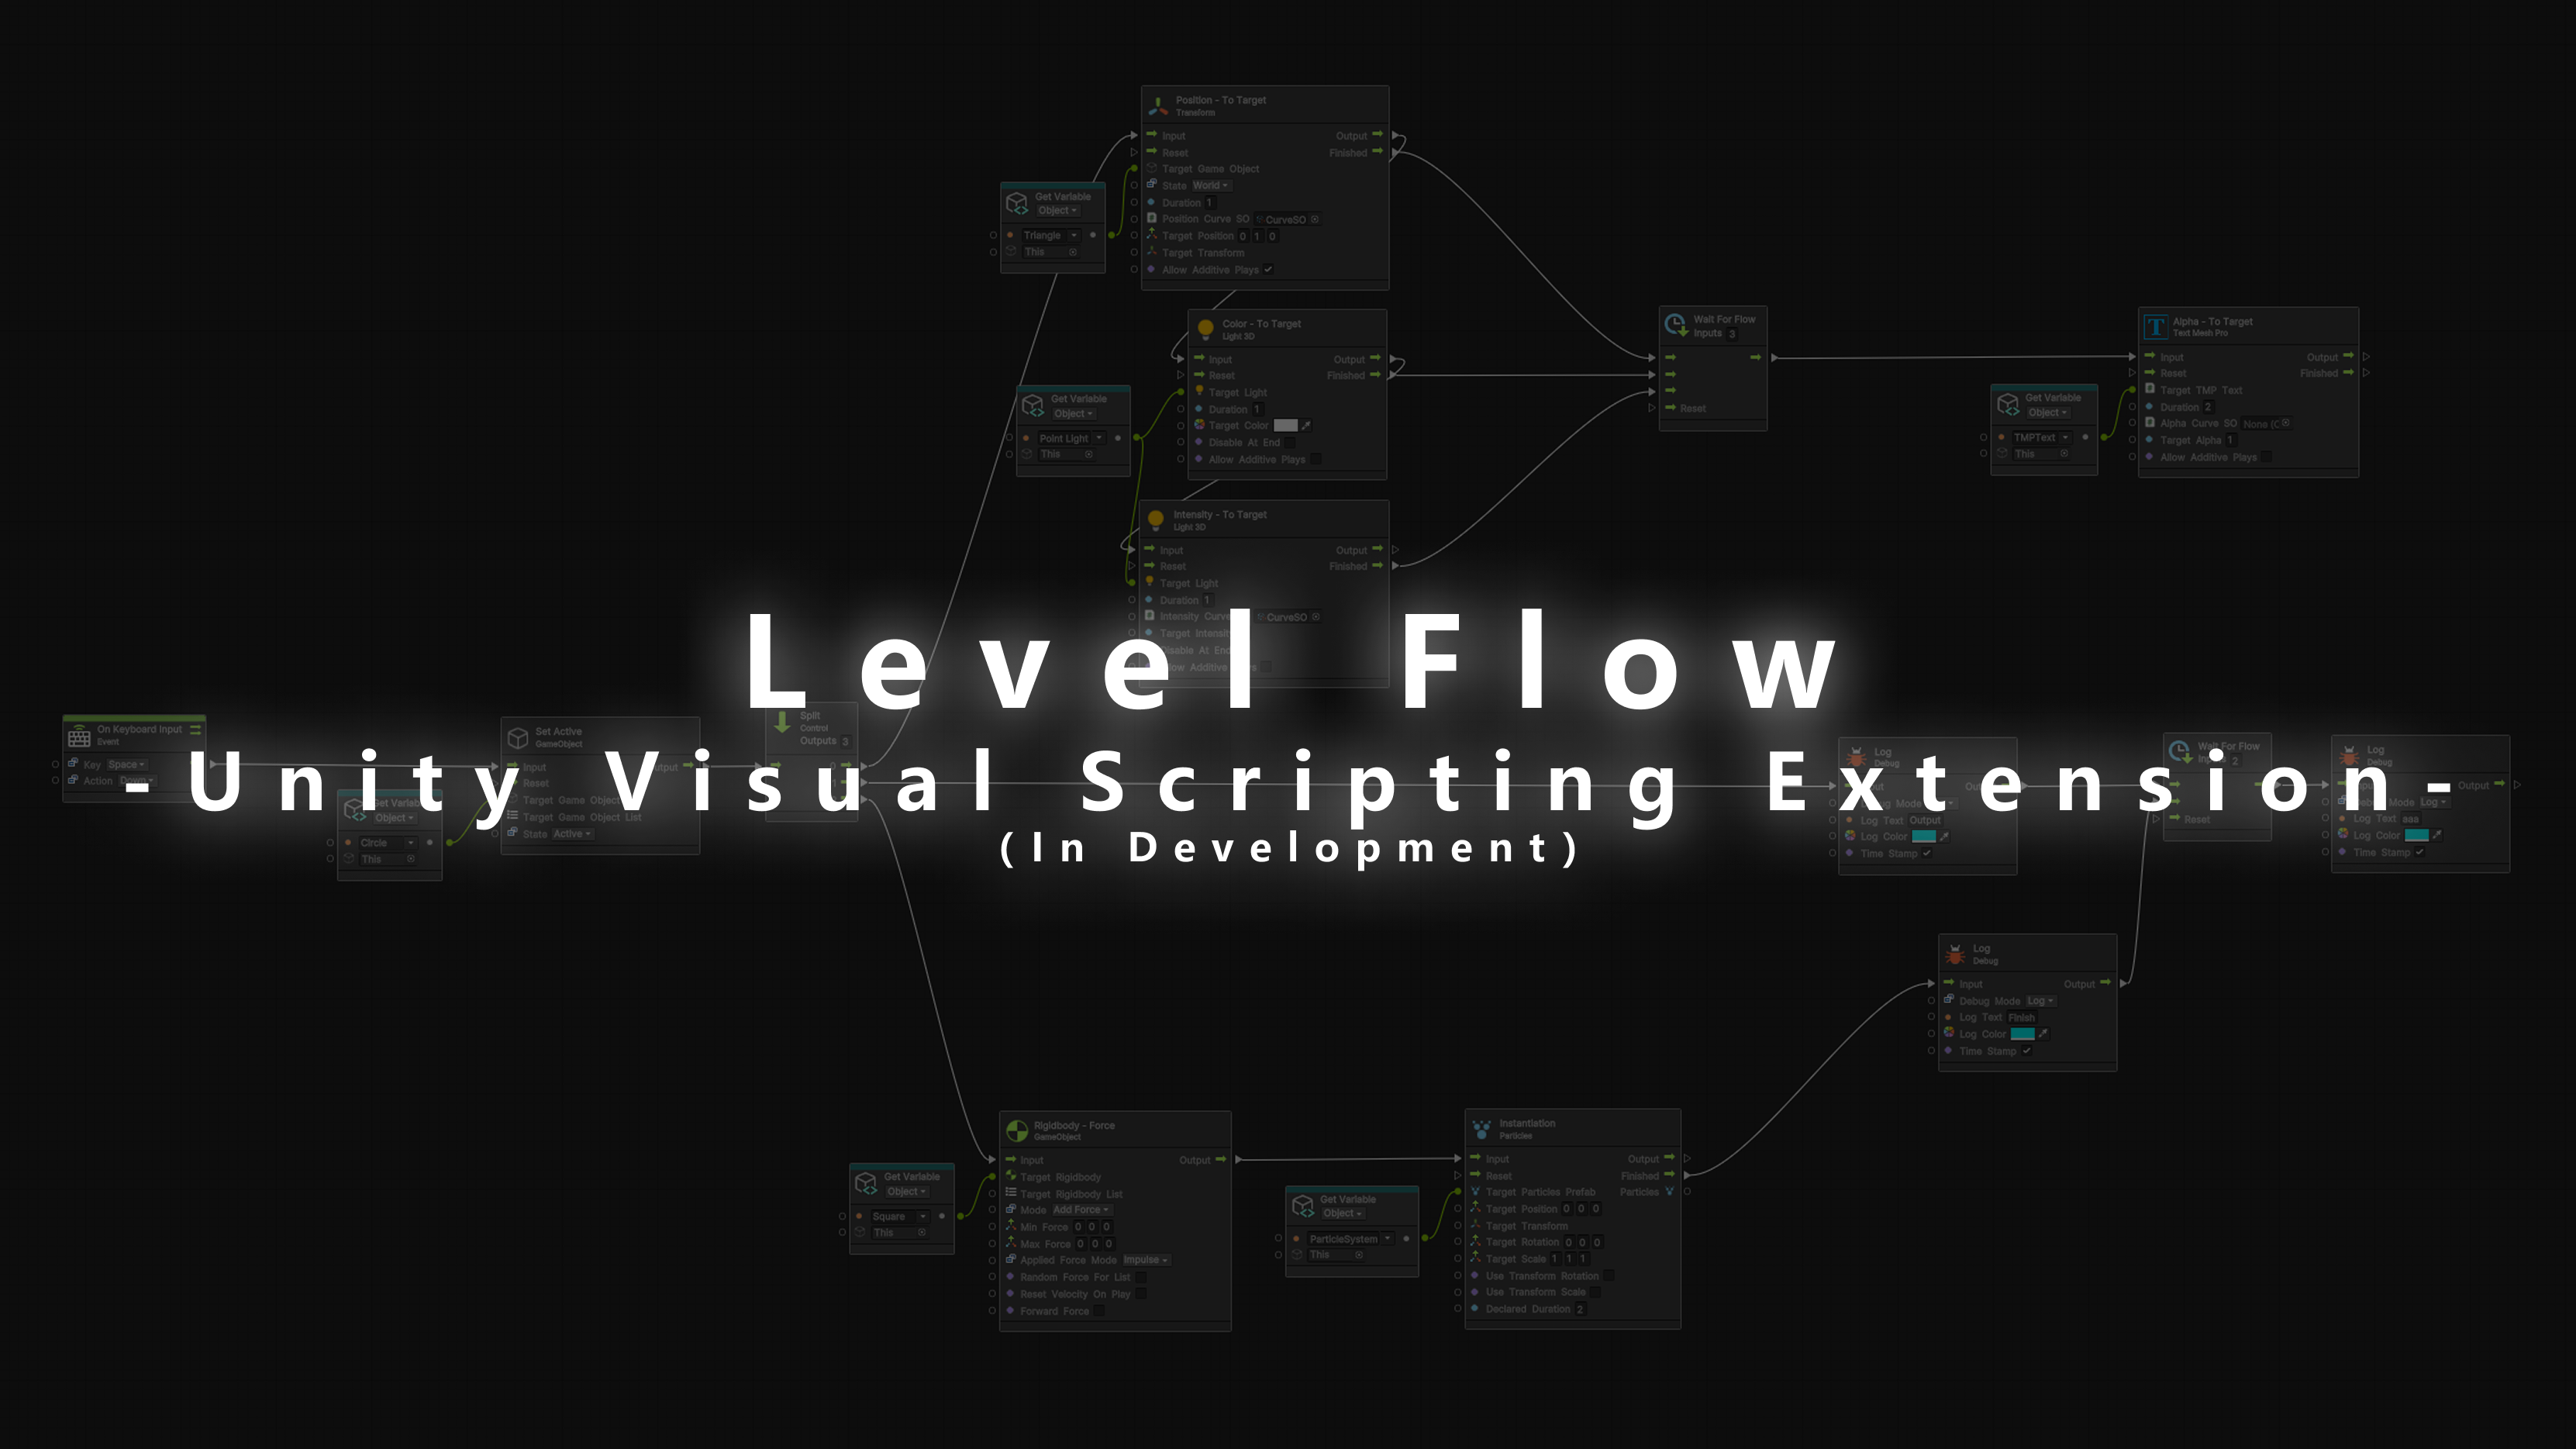 Position - To Target
Transform
Input Output
Reset Finished
Target Game Object
State World
Duration 1
Position Curve SO CurveSO
Target Position 0 1 0
Target Transform
Allow Additive Plays
Get Variable
Object
Triangle
This
Color - To Target
Light 3D
Input Output
Reset Finished
Target Light
Duration 1
Target Color
Disable At End
Allow Additive Plays
Get Variable
Object
Point Light
This
Wait For Flow
Inputs 3
Reset
Alpha - To Target
Text Mesh Pro
Input Output
Reset Finished
Target TMP Text
Duration 2
Alpha Curve SO None (C
Target Alpha 1
Allow Additive Plays
Get Variable
Object
TMPText
This
Intensity - To Target
Light 3D
Input Output
Reset Finished
Target Light
Duration 1
Intensity Curve CurveSO
Target Intensity
Disable At End
Level Flow
- Unity Visual Scripting Extension -
(In Development)
On Keyboard Input
Event
Key Space
Action Down
Get Variable
Object
Circle
This
Set Active
GameObject
Input Output
Reset
Target Game Object
Target Game Object List
State Active
Split
Control
Outputs 3
Log
Debug
Log Text Output
Log Color
Time Stamp
Wait For Flow
Inputs 2
Reset
Log
Debug
Output
Debug Mode Log
Log Text aaa
Log Color
Time Stamp
Log
Debug
Input Output
Debug Mode Log
Log Text Finish
Log Color
Time Stamp
Get Variable
Object
Square
This
Rigidbody - Force
GameObject
Input Output
Target Rigidbody
Target Rigidbody List
Mode Add Force
Min Force 0 0 0
Max Force 0 0 0
Applied Force Mode Impulse
Random Force For List
Reset Velocity On Play
Forward Force
Get Variable
Object
ParticleSystem
This
Instantiation
Particles
Input Output
Reset Finished
Target Particles Prefab Particles
Target Position 0 0 0
Target Transform
Target Rotation 0 0 0
Target Scale 1 1 1
Use Transform Rotation
Use Transform Scale
Declared Duration 2